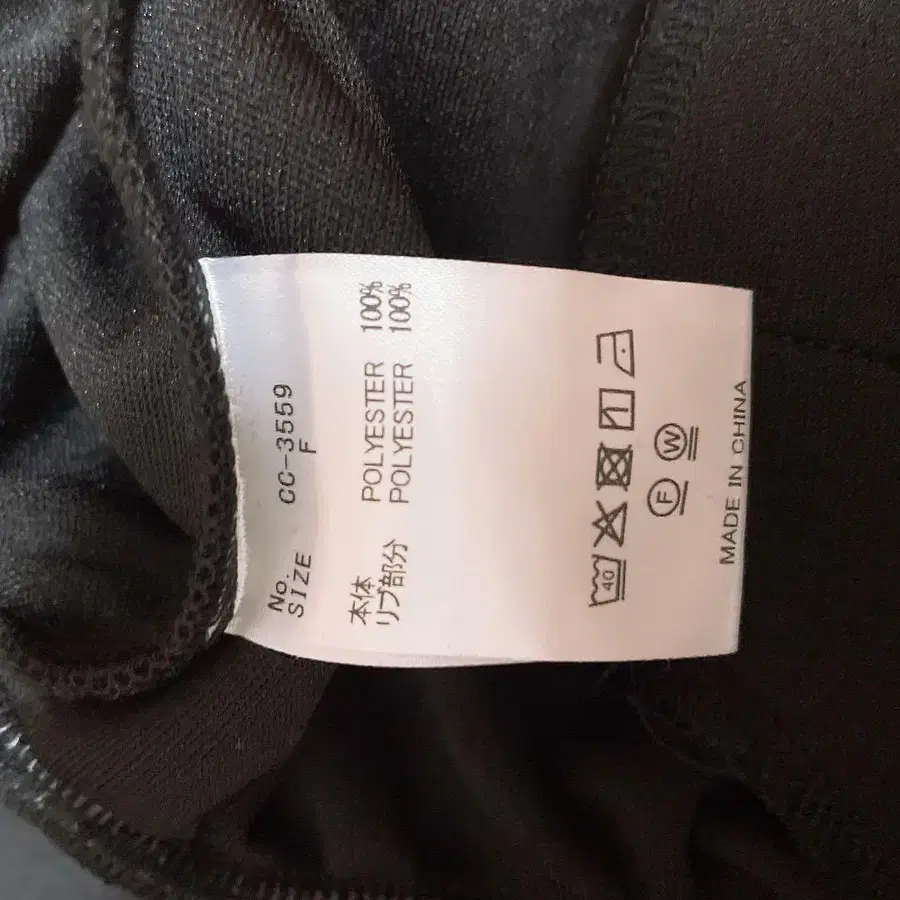 No. CC-3559
SIZE F
本体 POLYESTER 100%
リブ部分 POLYESTER 100%
40
F W
MADE IN CHINA